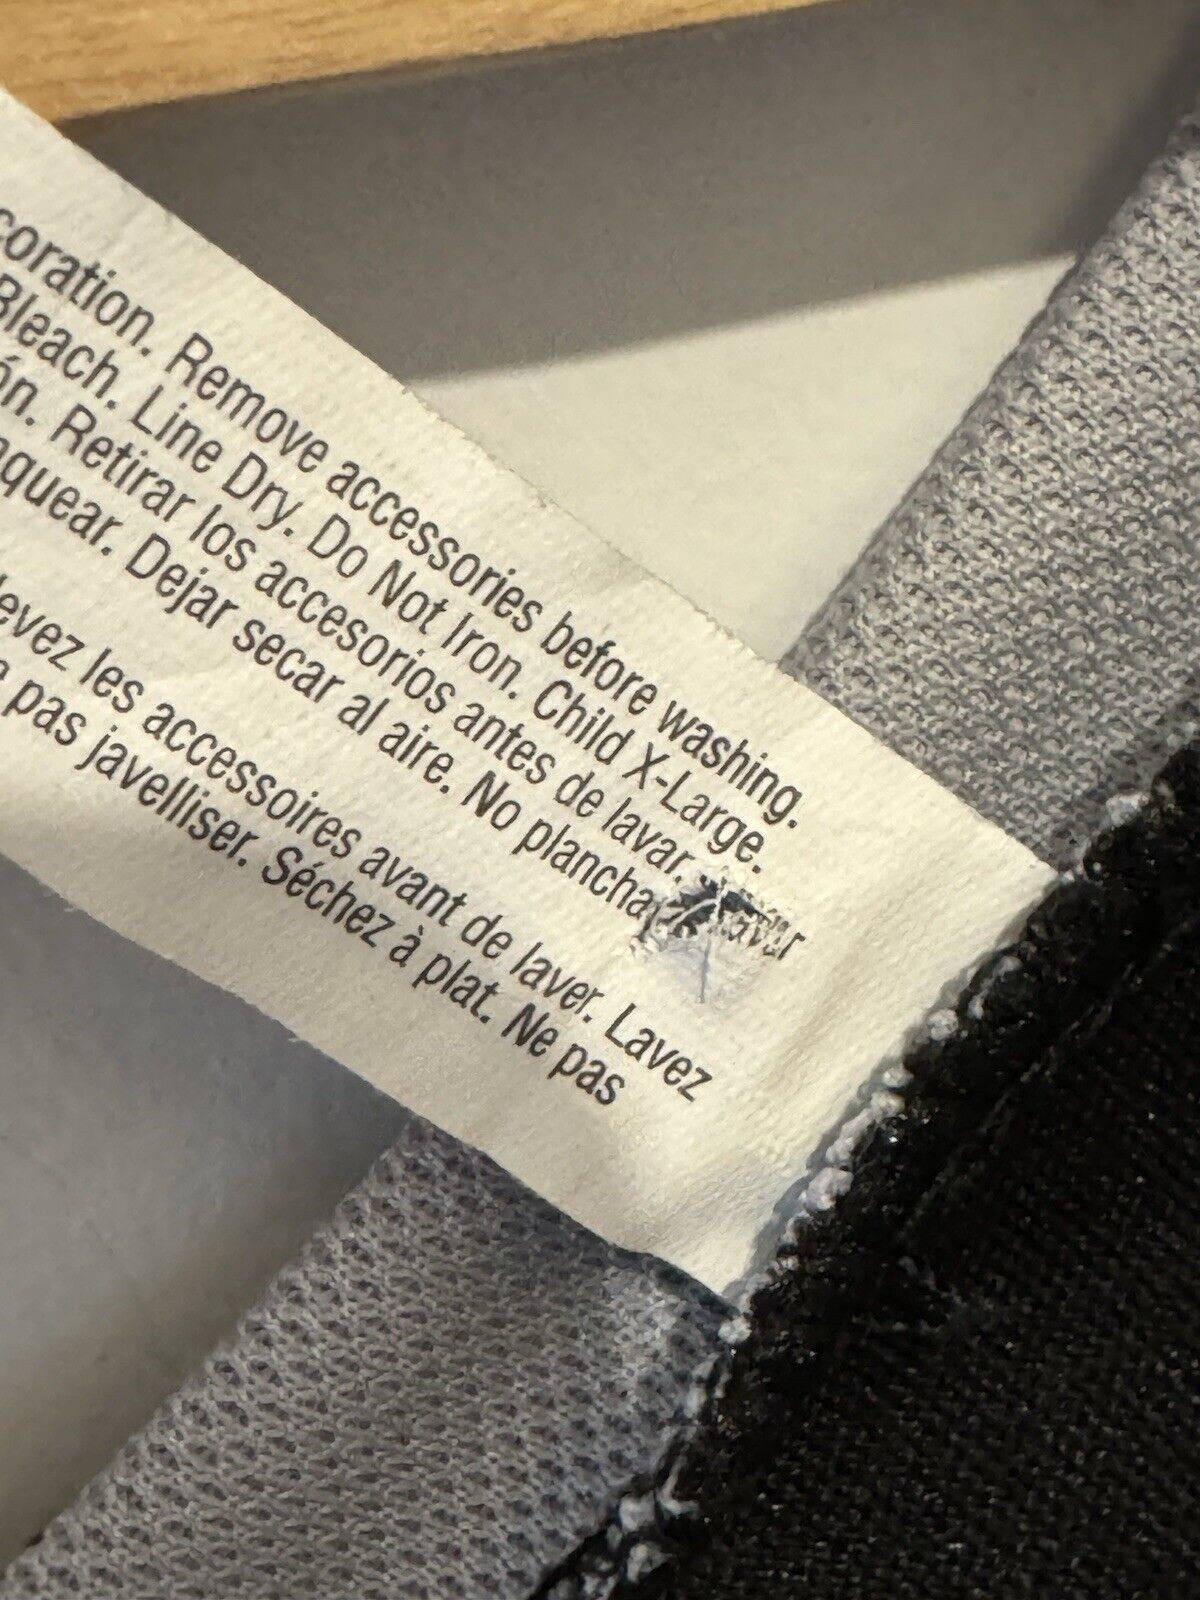 coration. Remove accessories before washing.
Bleach. Line Dry. Do Not Iron. Child X-Large.
ón. Retirar los accesorios antes de lavar.
nquear. Dejar secar al aire. No planchar
levez les accessoires avant de laver. Lavez
pas javelliser. Séchez à plat. Ne pas